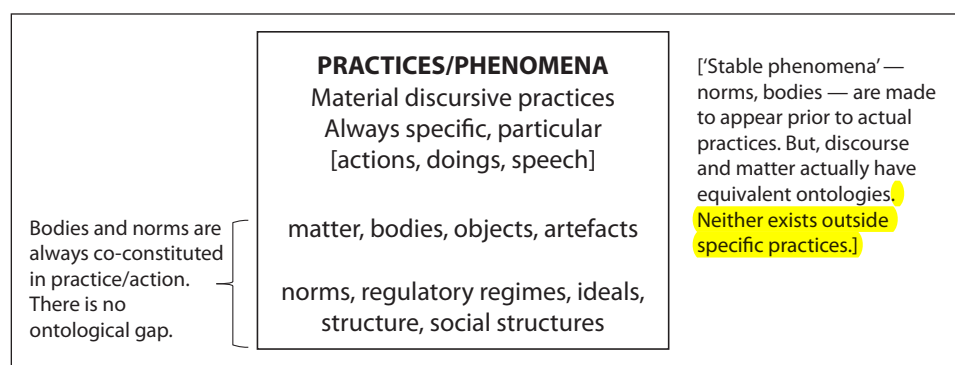 PRACTICES/PHENOMENA
Material discursive practices
Always specific, particular
[actions, doings, speech]
matter, bodies, objects, artefacts
norms, regulatory regimes, ideals,
structure, social structures
Bodies and norms are
always co-constituted
in practice/action.
There is no
ontological gap.
[‘Stable phenomena’ —
norms, bodies — are made
to appear prior to actual
practices. But, discourse
and matter actually have
equivalent ontologies.
Neither exists outside
specific practices.]